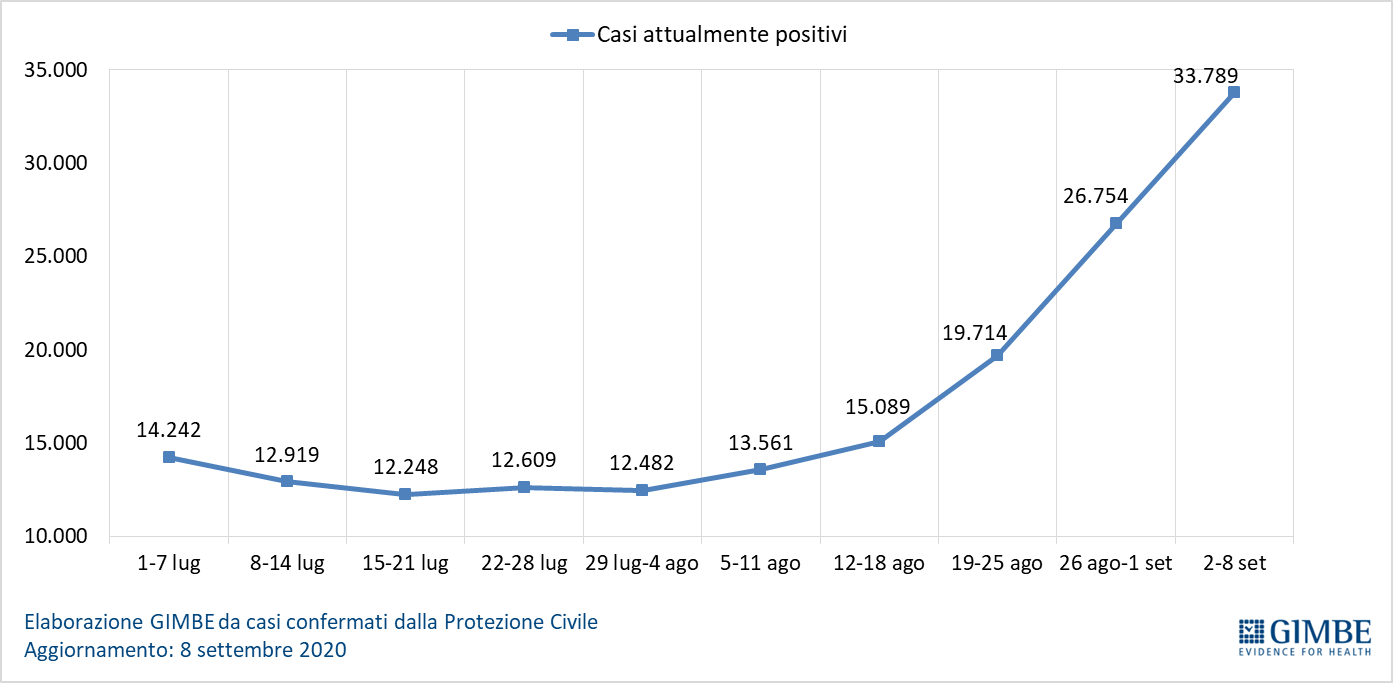 Casi attualmente positivi
35.000
30.000
25.000
20.000
15.000
10.000
14.242
12.919
12.248
12.609
12.482
13.561
15.089
19.714
26.754
33.789
1-7 lug
8-14 lug
15-21 lug
22-28 lug
29 lug-4 ago
5-11 ago
12-18 ago
19-25 ago
26 ago-1 set
2-8 set
Elaborazione GIMBE da casi confermati dalla Protezione Civile
Aggiornamento: 8 settembre 2020
GIMBE
EVIDENCE FOR HEALTH